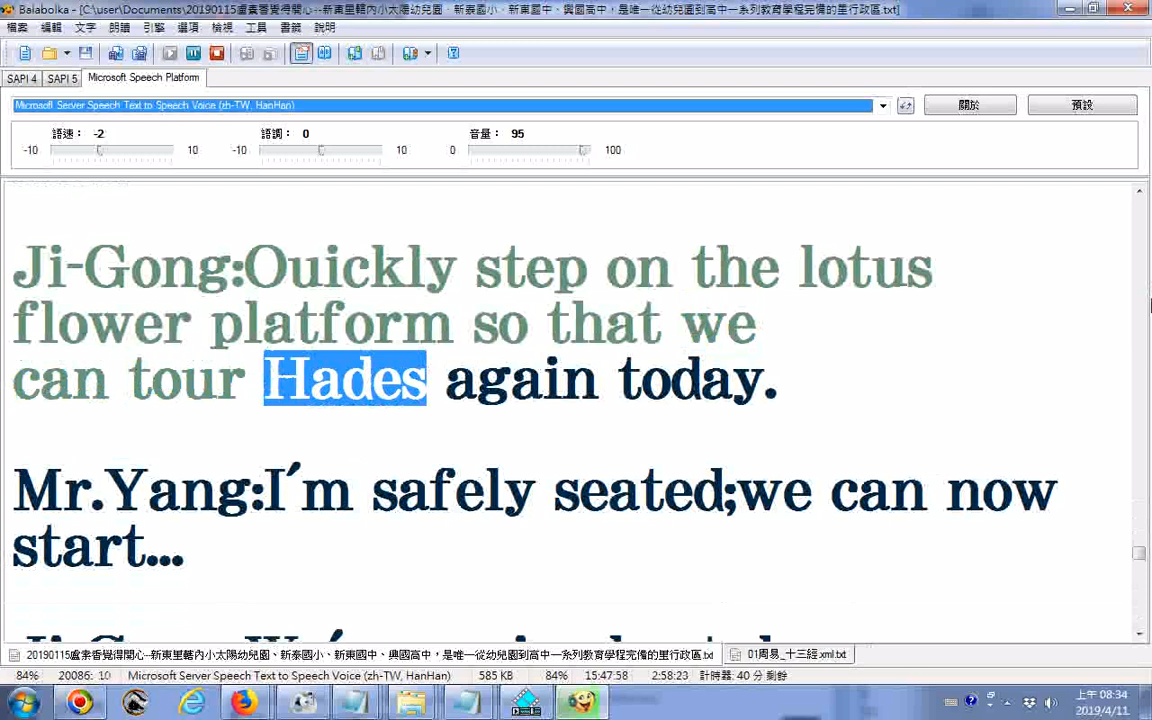 Balabolka - [C:\user\Documents\20190115盧素香覺得開心--新東里轄內小太陽幼兒園、新泰國小、新東國中、興國高中，是唯一從幼兒園到高中一系列教育學程完備的里行政區.txt]
檔案 編輯 文字 朗讀 引擎 選項 檢視 工具 書籤 說明
SAPI 4 SAPI 5 Microsoft Speech Platform
Microsoft Server Speech Text to Speech Voice (zh-TW, HanHan)
關於 預設
語速： -2 語調： 0 音量： 95
-10 10 -10 10 0 100
Ji-Gong:Quickly step on the lotus
flower platform so that we
can tour Hades again today.
Mr.Yang:I'm safely seated;we can now
start...
20190115盧素香覺得開心--新東里轄內小太陽幼兒園、新泰國小、新東國中、興國高中，是唯一從幼兒園到高中一系列教育學程完備的里行政區.txt 01周易_十三經.xml.txt
84% 20086: 10 Microsoft Server Speech Text to Speech Voice (zh-TW, HanHan) 585 KB 84% 15:47:58 2:58:23 計時器: 40 分 剩餘
上午 08:34
2019/4/11